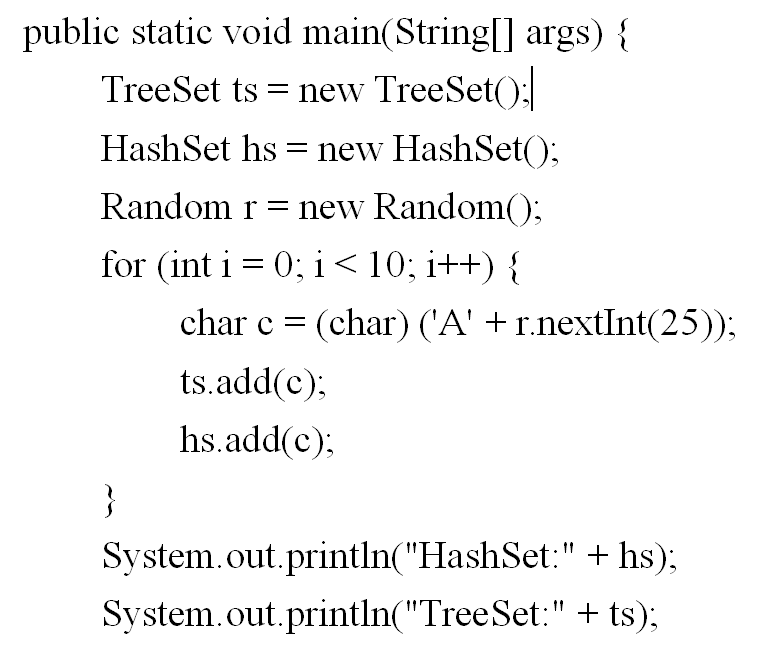 public static void main(String[] args) {
TreeSet ts = new TreeSet();
HashSet hs = new HashSet();
Random r = new Random();
for (int i = 0; i < 10; i++) {
char c = (char) ('A' + r.nextInt(25));
ts.add(c);
hs.add(c);
}
System.out.println("HashSet:" + hs);
System.out.println("TreeSet:" + ts);